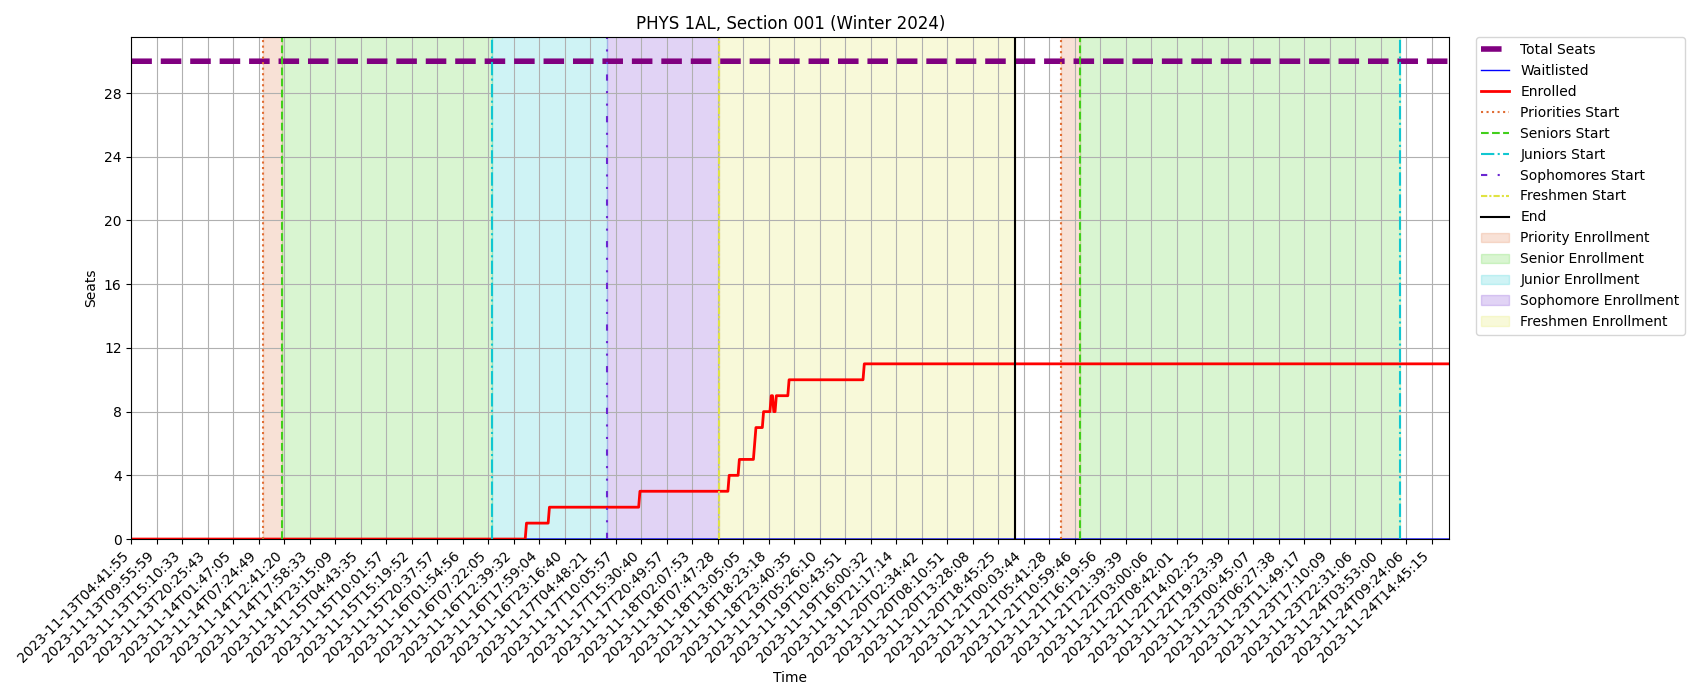 PHYS 1AL, Section 001 (Winter 2024)
Seats
28
24
20
16
12
8
4
0
Total Seats
Waitlisted
Enrolled
Priorities Start
Seniors Start
Juniors Start
Sophomores Start
Freshmen Start
End
Priority Enrollment
Senior Enrollment
Junior Enrollment
Sophomore Enrollment
Freshmen Enrollment
2023-11-13T04:41:55
2023-11-13T09:55:59
2023-11-13T15:10:33
2023-11-13T20:25:43
2023-11-14T01:47:05
2023-11-14T07:24:49
2023-11-14T12:41:20
2023-11-14T17:58:33
2023-11-14T23:15:09
2023-11-15T04:43:35
2023-11-15T10:01:57
2023-11-15T15:19:52
2023-11-15T20:37:57
2023-11-16T01:54:56
2023-11-16T07:22:05
2023-11-16T12:39:32
2023-11-16T17:59:04
2023-11-16T23:16:40
2023-11-17T04:48:21
2023-11-17T10:05:57
2023-11-17T15:30:40
2023-11-17T20:49:57
2023-11-18T02:07:53
2023-11-18T07:47:28
2023-11-18T13:05:05
2023-11-18T18:23:18
2023-11-18T23:40:35
2023-11-19T05:26:10
2023-11-19T10:43:51
2023-11-19T16:00:32
2023-11-19T21:17:14
2023-11-20T02:34:42
2023-11-20T08:10:51
2023-11-20T13:28:08
2023-11-20T18:45:25
2023-11-21T00:03:44
2023-11-21T05:41:28
2023-11-21T10:59:46
2023-11-21T16:19:56
2023-11-21T21:39:39
2023-11-22T03:00:06
2023-11-22T08:42:01
2023-11-22T14:02:25
2023-11-22T19:23:39
2023-11-23T00:45:07
2023-11-23T06:27:38
2023-11-23T11:49:17
2023-11-23T17:10:09
2023-11-23T22:31:06
2023-11-24T03:53:00
2023-11-24T09:24:06
2023-11-24T14:45:15
Time